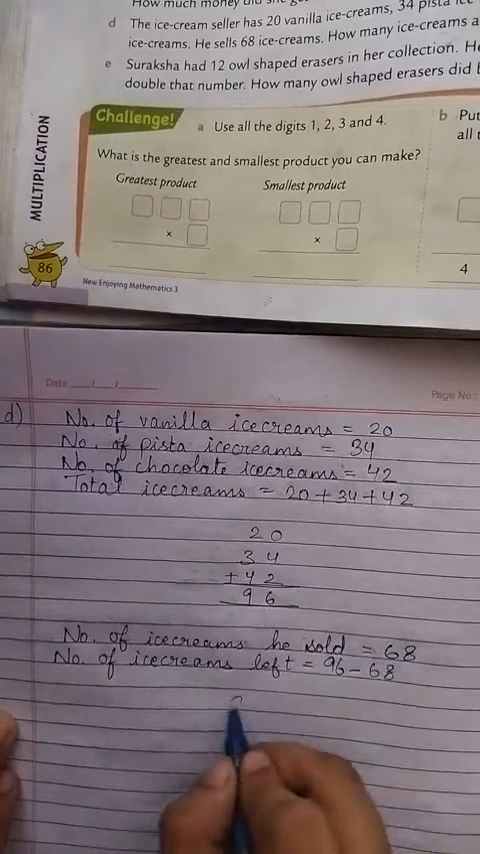 How much money did she
d The ice-cream seller has 20 vanilla ice-creams, 34 pista
ice-creams. He sells 68 ice-creams. How many ice-creams a
e Suraksha had 12 owl shaped erasers in her collection. He
double that number. How many owl shaped erasers did
MULTIPLICATION
Challenge!
a Use all the digits 1, 2, 3 and 4.
What is the greatest and smallest product you can make?
Greatest product
Smallest product
×
×
b Put
all
4
86
New Enjoying Mathematics 3
Date __/__/__
Page No.:
d) No. of vanilla icecreams = 20
No. of pista icecreams = 34
No. of chocolate icecreams = 42
Total icecreams = 20+34+42
20
34
+42
96
No. of icecreams he sold = 68
No. of icecreams left = 96-68